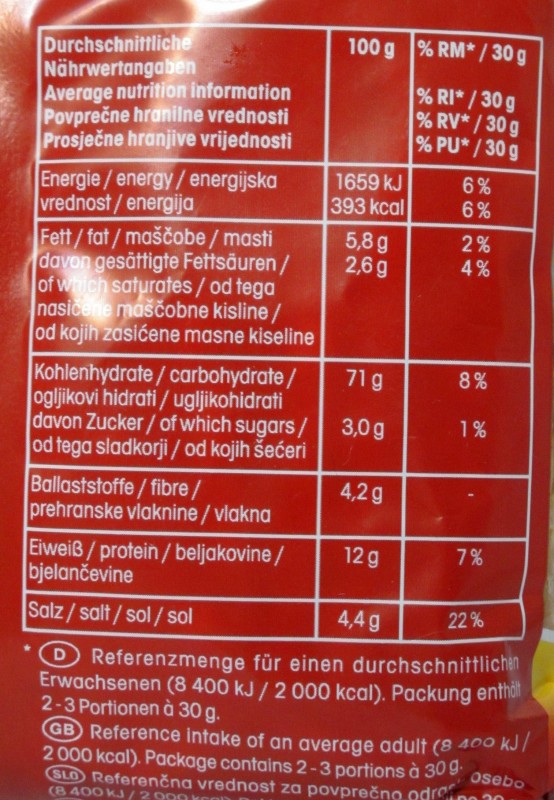 Durchschnittliche 100 g % RM* / 30 g
Nährwertangaben
Average nutrition information % RI* / 30 g
Povprečne hranilne vrednosti % RV* / 30 g
Prosječne hranjive vrijednosti % PU* / 30 g
Energie / energy / energijska 1659 kJ 6 %
vrednost / energija 393 kcal 6 %
Fett / fat / maščobe / masti 5,8 g 2 %
davon gesättigte Fettsäuren / 2,6 g 4 %
of which saturates / od tega
nasičene maščobne kisline /
od kojih zasićene masne kiseline
Kohlenhydrate / carbohydrate / 71 g 8 %
ogljikovi hidrati / ugljikohidrati
davon Zucker / of which sugars / 3,0 g 1 %
od tega sladkorji / od kojih šećeri
Ballaststoffe / fibre / 4,2 g -
prehranske vlaknine / vlakna
Eiweiß / protein / beljakovine / 12 g 7 %
bjelančevine
Salz / salt / sol / sol 4,4 g 22 %
* D Referenzmenge für einen durchschnittlichen
Erwachsenen (8 400 kJ / 2 000 kcal). Packung enthält
2 - 3 Portionen à 30 g.
GB Reference intake of an average adult (8 400 kJ /
2 000 kcal). Package contains 2 - 3 portions à 30 g.
SLO Referenčna vrednost za povprečno osebo
(8 400 kJ / 2 000